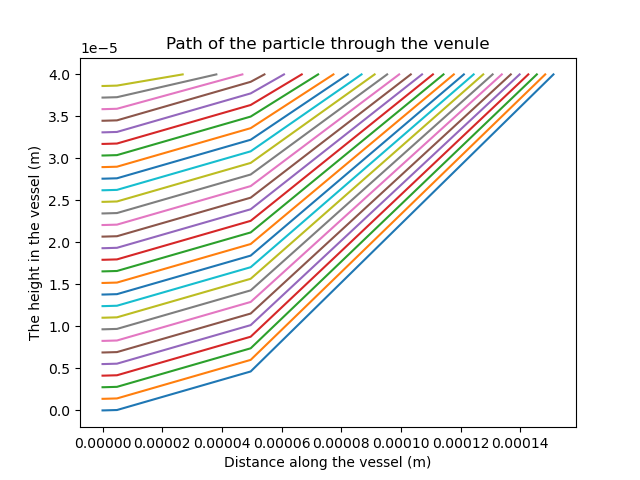 Path of the particle through the venule
1e−5
4.0
3.5
3.0
2.5
2.0
1.5
1.0
0.5
0.0
The height in the vessel (m)
0.00000 0.00002 0.00004 0.00006 0.00008 0.00010 0.00012 0.00014
Distance along the vessel (m)